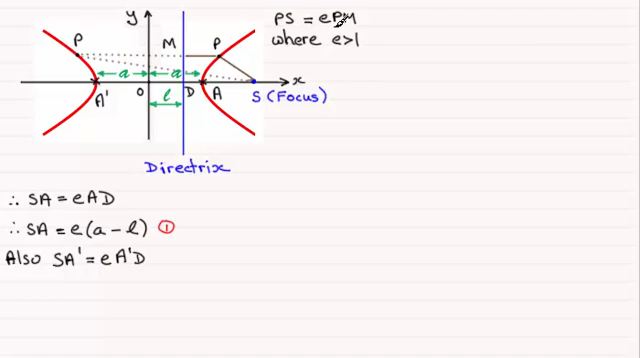 PS = ePM
where e>1
y
P
M
P
a
a
x
A'
O
D
A
S (Focus)
l
Directrix
∴ SA = eAD
∴ SA = e(a - l) ①
Also SA' = eA'D